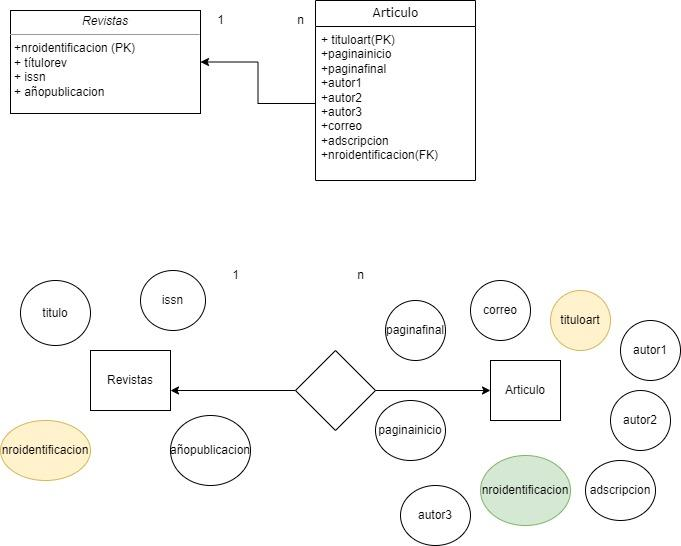 Revistas
1
n
Articulo
+nroidentificacion (PK)
+ títulorev
+ issn
+ añopublicacion
+ tituloart(PK)
+paginainicio
+paginafinal
+autor1
+autor2
+autor3
+correo
+adscripcion
+nroidentificacion(FK)
1
n
titulo
issn
paginafinal
correo
tituloart
autor1
Revistas
Articulo
autor2
nroidentificacion
añopublicacion
paginainicio
autor3
nroidentificacion
adscripcion